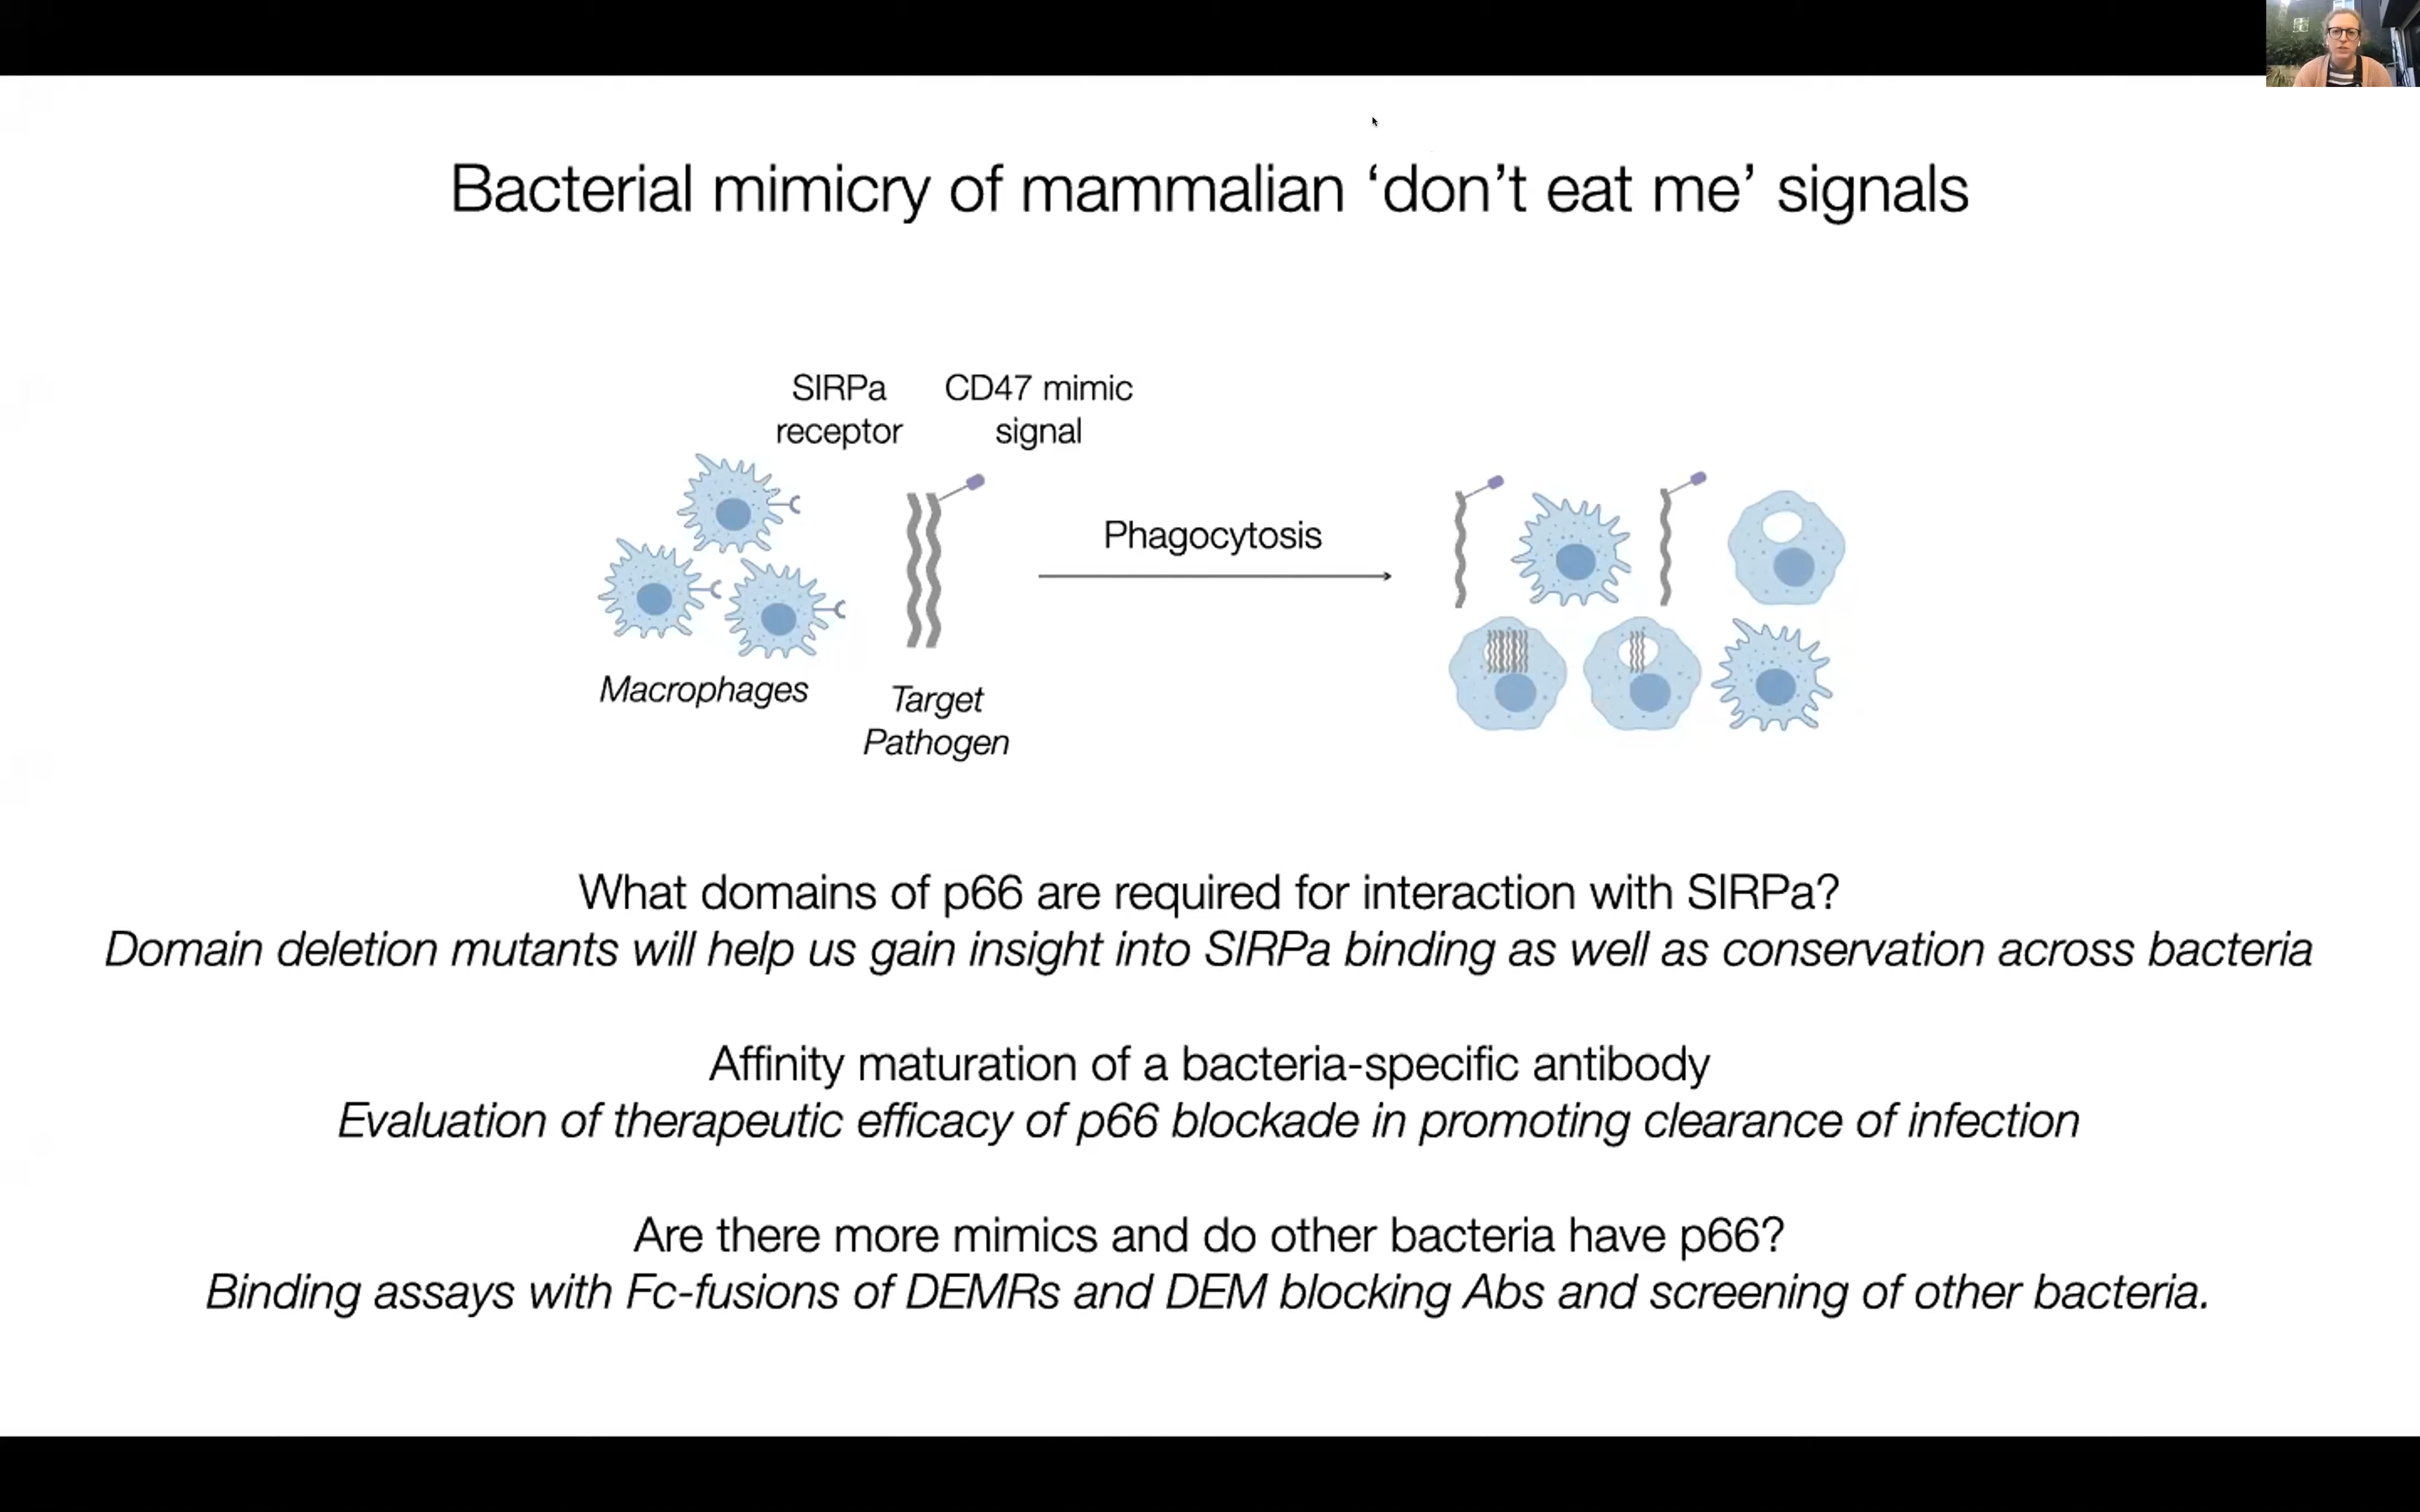 Bacterial mimicry of mammalian ‘don’t eat me’ signals
SIRPa
receptor
CD47 mimic
signal
Phagocytosis
Macrophages
Target
Pathogen
What domains of p66 are required for interaction with SIRPa?
Domain deletion mutants will help us gain insight into SIRPa binding as well as conservation across bacteria
Affinity maturation of a bacteria-specific antibody
Evaluation of therapeutic efficacy of p66 blockade in promoting clearance of infection
Are there more mimics and do other bacteria have p66?
Binding assays with Fc-fusions of DEMRs and DEM blocking Abs and screening of other bacteria.